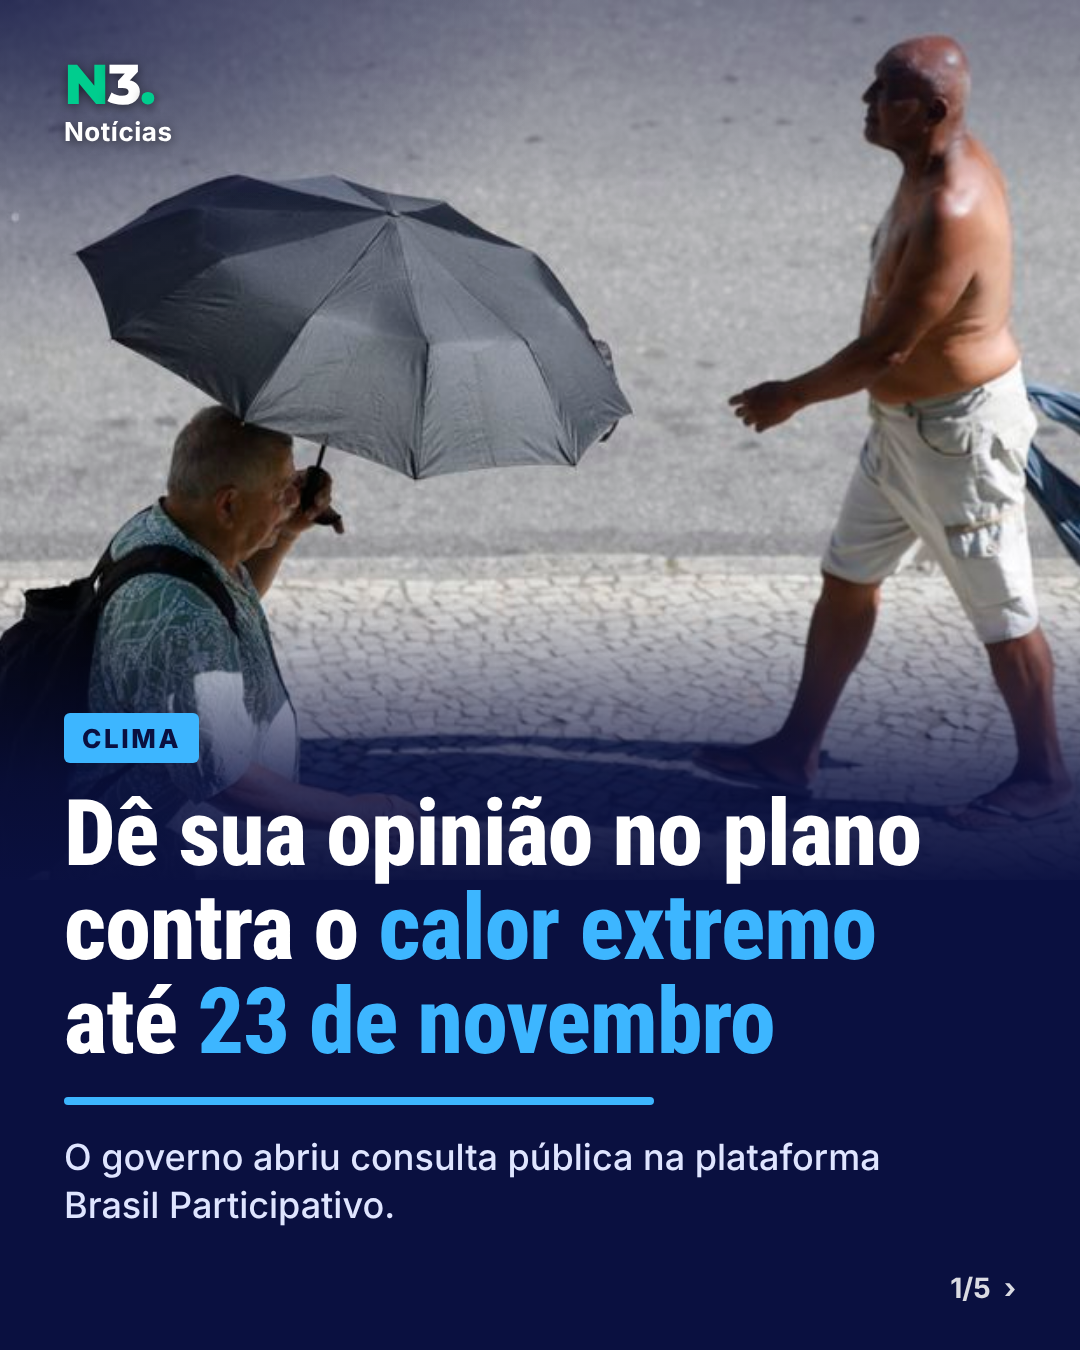 N3.
Notícias
CLIMA
Dê sua opinião no plano
contra o calor extremo
até 23 de novembro
O governo abriu consulta pública na plataforma
Brasil Participativo.
1/5 ›